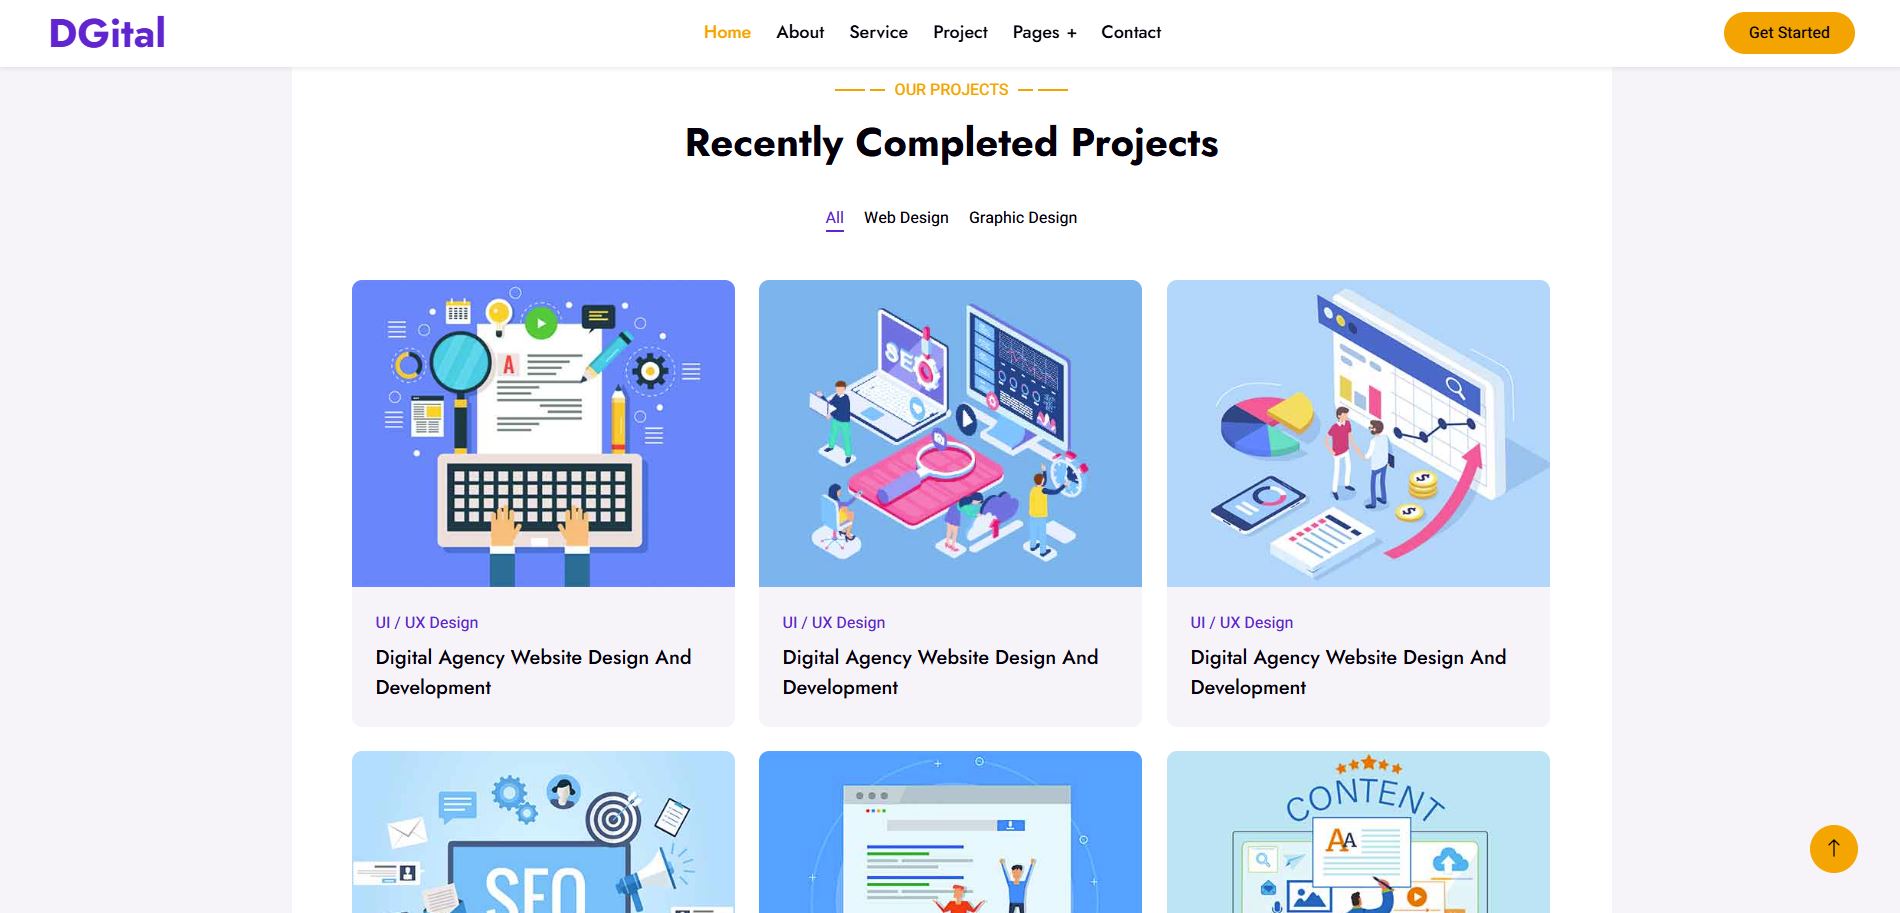 DGital
Home About Service Project Pages + Contact
Get Started
OUR PROJECTS
Recently Completed Projects
All Web Design Graphic Design
A
SEO
UI / UX Design
Digital Agency Website Design And
Development
UI / UX Design
Digital Agency Website Design And
Development
UI / UX Design
Digital Agency Website Design And
Development
SEO
CONTENT
AA